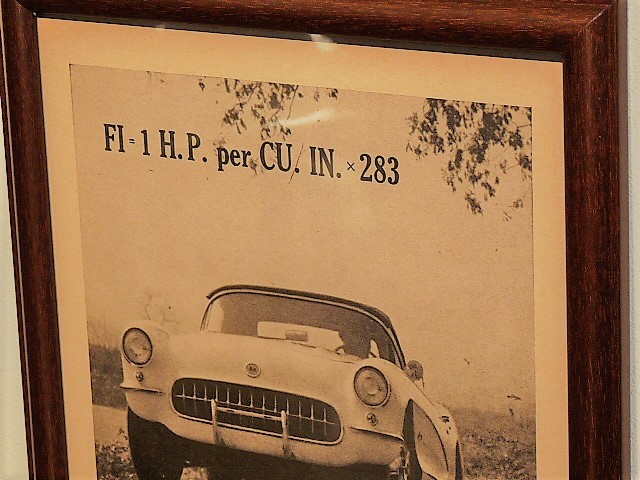 FI = 1 H.P. per CU. IN. × 283